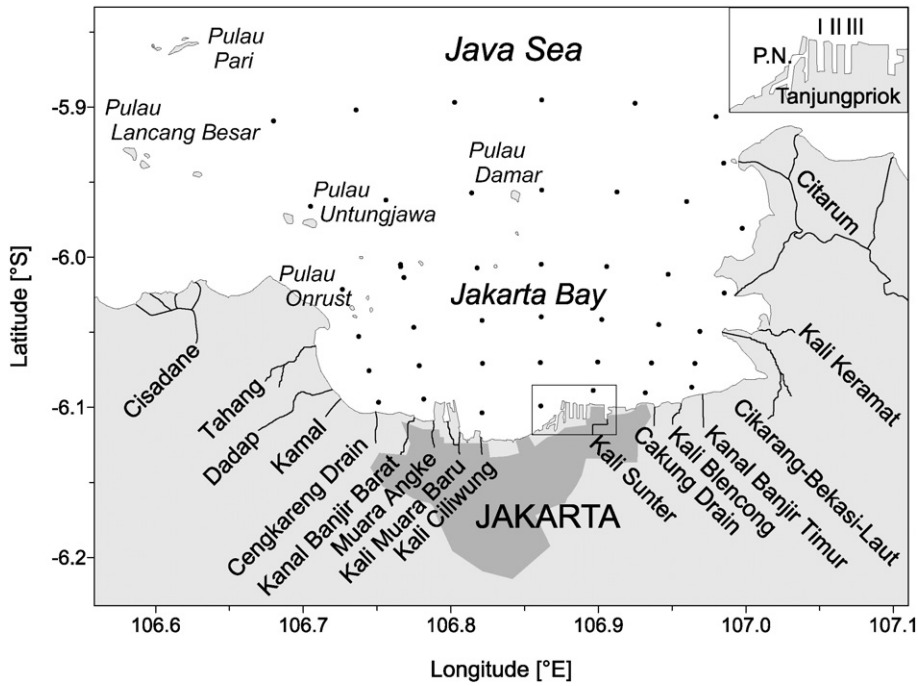 Pulau
Pari
Java Sea
I II III
P.N.
Tanjungpriok
-5.9
Pulau
Lancang Besar
Pulau
Damar
Pulau
Untungjawa
Citarum
-6.0
Pulau
Onrust
Jakarta Bay
Latitude [°S]
Cisadane
Tahang
Dadap
Kamal
Cengkareng Drain
Kanal Banjir Barat
Muara Angke
Kali Muara Baru
Kali Ciliwung
JAKARTA
Kali Sunter
Cakung Drain
Kali Blencong
Kanal Banjir Timur
Cikarang-Bekasi-Laut
Kali Keramat
-6.1
-6.2
106.6
106.7
106.8
106.9
107.0
107.1
Longitude [°E]